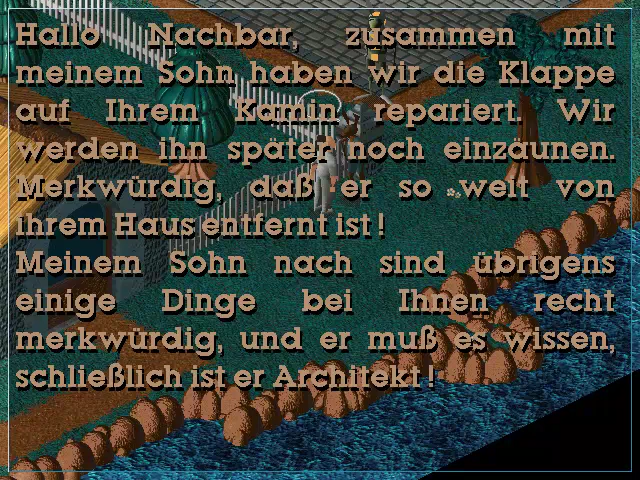 Hallo Nachbar, zusammen mit
meinem Sohn haben wir die Klappe
auf Ihrem Kamin repariert. Wir
werden ihn später noch einzäunen.
Merkwürdig, daß er so weit von
ihrem Haus entfernt ist !
Meinem Sohn nach sind übrigens
einige Dinge bei Ihnen recht
merkwürdig, und er muß es wissen,
schließlich ist er Architekt !